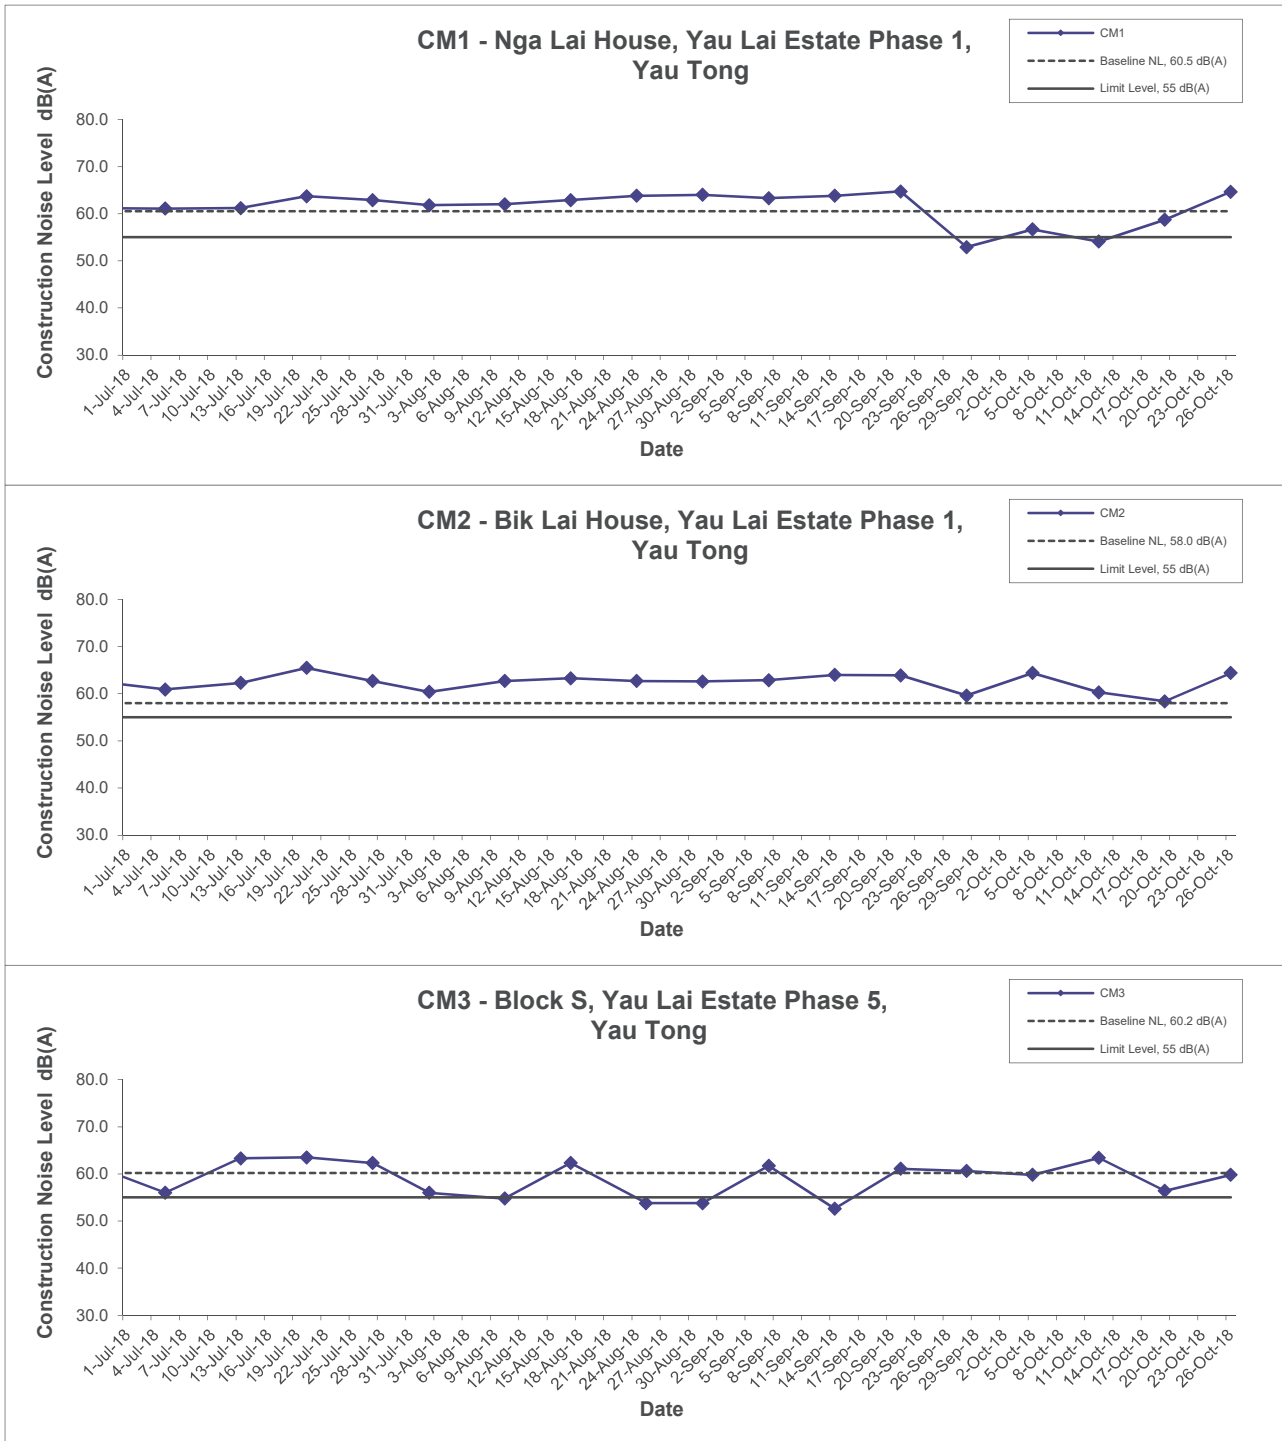 CM1 - Nga Lai House, Yau Lai Estate Phase 1,
Yau Tong
CM1
Baseline NL, 60.5 dB(A)
Limit Level, 55 dB(A)
Construction Noise Level dB(A)
80.0
70.0
60.0
50.0
40.0
30.0
1-Jul-18
4-Jul-18
7-Jul-18
10-Jul-18
13-Jul-18
16-Jul-18
19-Jul-18
22-Jul-18
25-Jul-18
28-Jul-18
31-Jul-18
3-Aug-18
6-Aug-18
9-Aug-18
12-Aug-18
15-Aug-18
18-Aug-18
21-Aug-18
24-Aug-18
27-Aug-18
30-Aug-18
2-Sep-18
5-Sep-18
8-Sep-18
11-Sep-18
14-Sep-18
17-Sep-18
20-Sep-18
23-Sep-18
26-Sep-18
29-Sep-18
2-Oct-18
5-Oct-18
8-Oct-18
11-Oct-18
14-Oct-18
17-Oct-18
20-Oct-18
23-Oct-18
26-Oct-18
Date
CM2 - Bik Lai House, Yau Lai Estate Phase 1,
Yau Tong
CM2
Baseline NL, 58.0 dB(A)
Limit Level, 55 dB(A)
Construction Noise Level dB(A)
80.0
70.0
60.0
50.0
40.0
30.0
1-Jul-18
4-Jul-18
7-Jul-18
10-Jul-18
13-Jul-18
16-Jul-18
19-Jul-18
22-Jul-18
25-Jul-18
28-Jul-18
31-Jul-18
3-Aug-18
6-Aug-18
9-Aug-18
12-Aug-18
15-Aug-18
18-Aug-18
21-Aug-18
24-Aug-18
27-Aug-18
30-Aug-18
2-Sep-18
5-Sep-18
8-Sep-18
11-Sep-18
14-Sep-18
17-Sep-18
20-Sep-18
23-Sep-18
26-Sep-18
29-Sep-18
2-Oct-18
5-Oct-18
8-Oct-18
11-Oct-18
14-Oct-18
17-Oct-18
20-Oct-18
23-Oct-18
26-Oct-18
Date
CM3 - Block S, Yau Lai Estate Phase 5,
Yau Tong
CM3
Baseline NL, 60.2 dB(A)
Limit Level, 55 dB(A)
Construction Noise Level dB(A)
80.0
70.0
60.0
50.0
40.0
30.0
1-Jul-18
4-Jul-18
7-Jul-18
10-Jul-18
13-Jul-18
16-Jul-18
19-Jul-18
22-Jul-18
25-Jul-18
28-Jul-18
31-Jul-18
3-Aug-18
6-Aug-18
9-Aug-18
12-Aug-18
15-Aug-18
18-Aug-18
21-Aug-18
24-Aug-18
27-Aug-18
30-Aug-18
2-Sep-18
5-Sep-18
8-Sep-18
11-Sep-18
14-Sep-18
17-Sep-18
20-Sep-18
23-Sep-18
26-Sep-18
29-Sep-18
2-Oct-18
5-Oct-18
8-Oct-18
11-Oct-18
14-Oct-18
17-Oct-18
20-Oct-18
23-Oct-18
26-Oct-18
Date